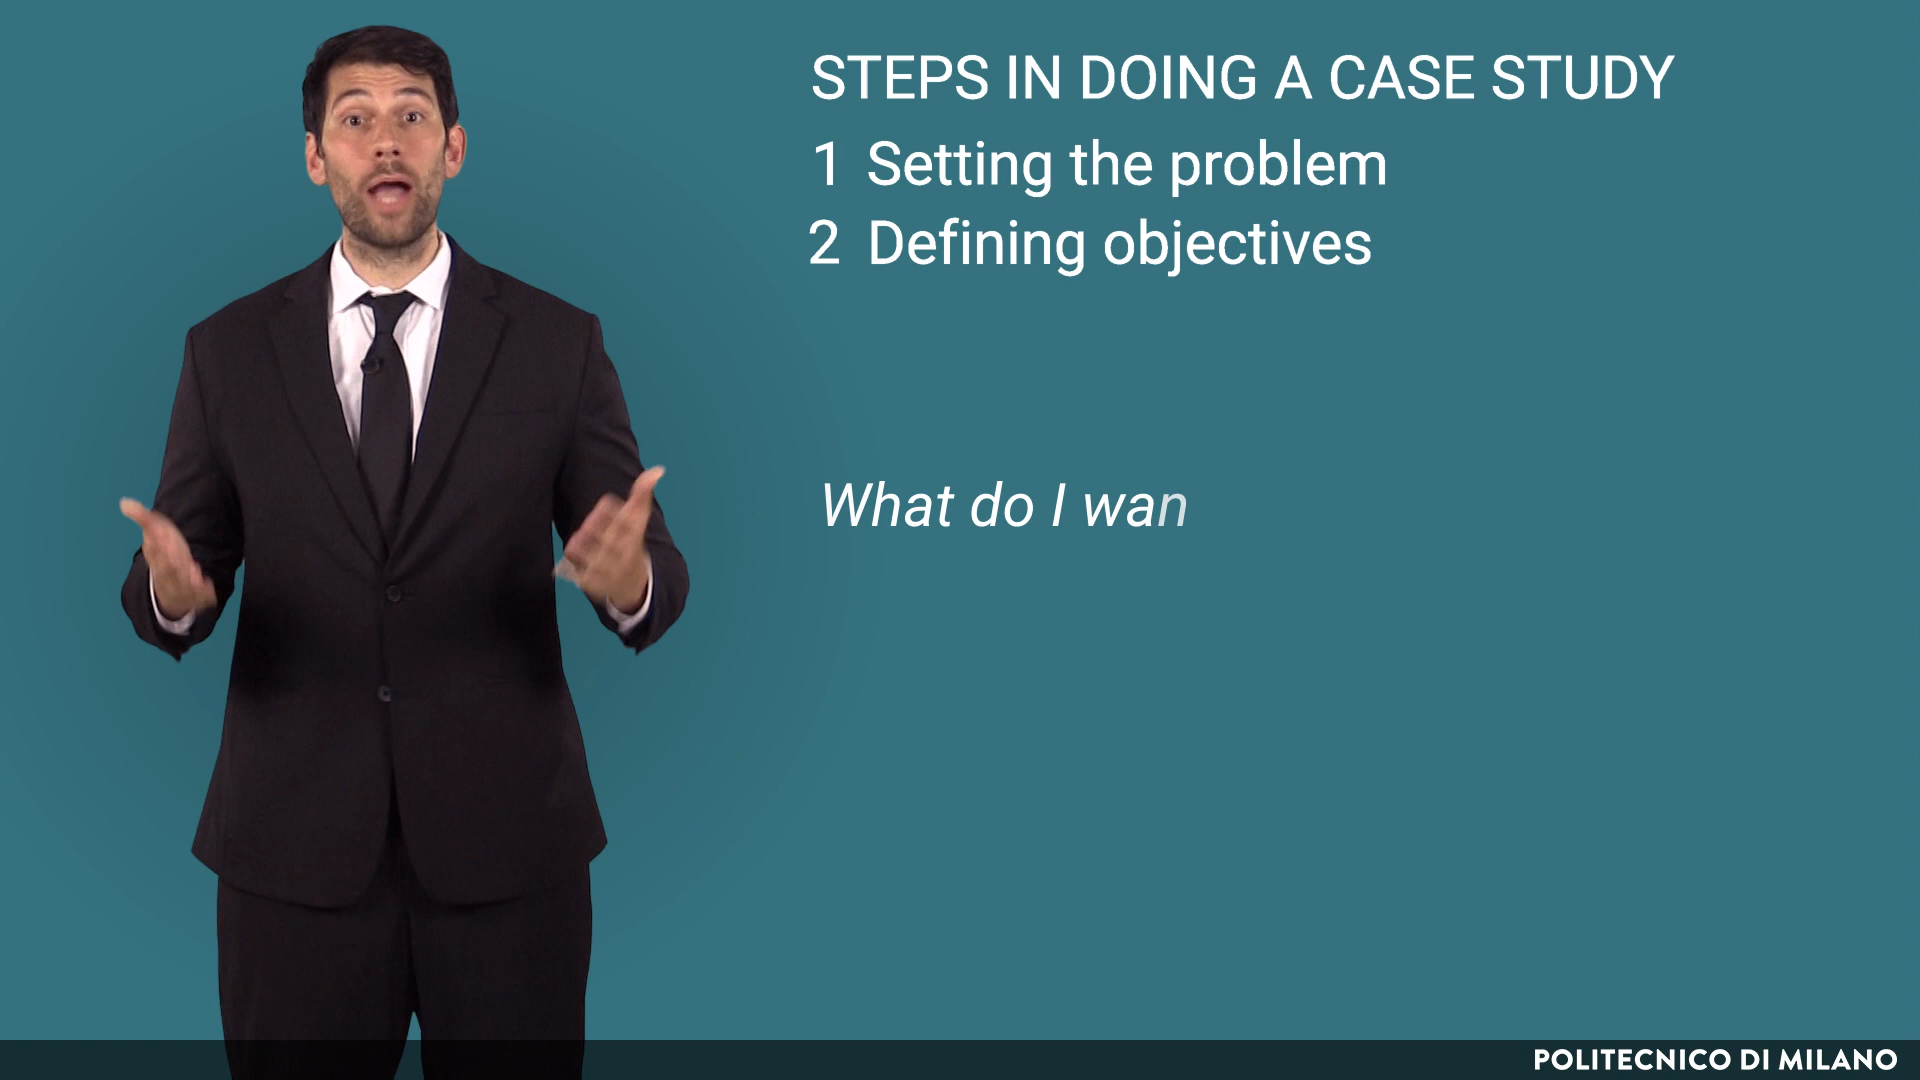 STEPS IN DOING A CASE STUDY
1 Setting the problem
2 Defining objectives
What do I wan
POLITECNICO DI MILANO